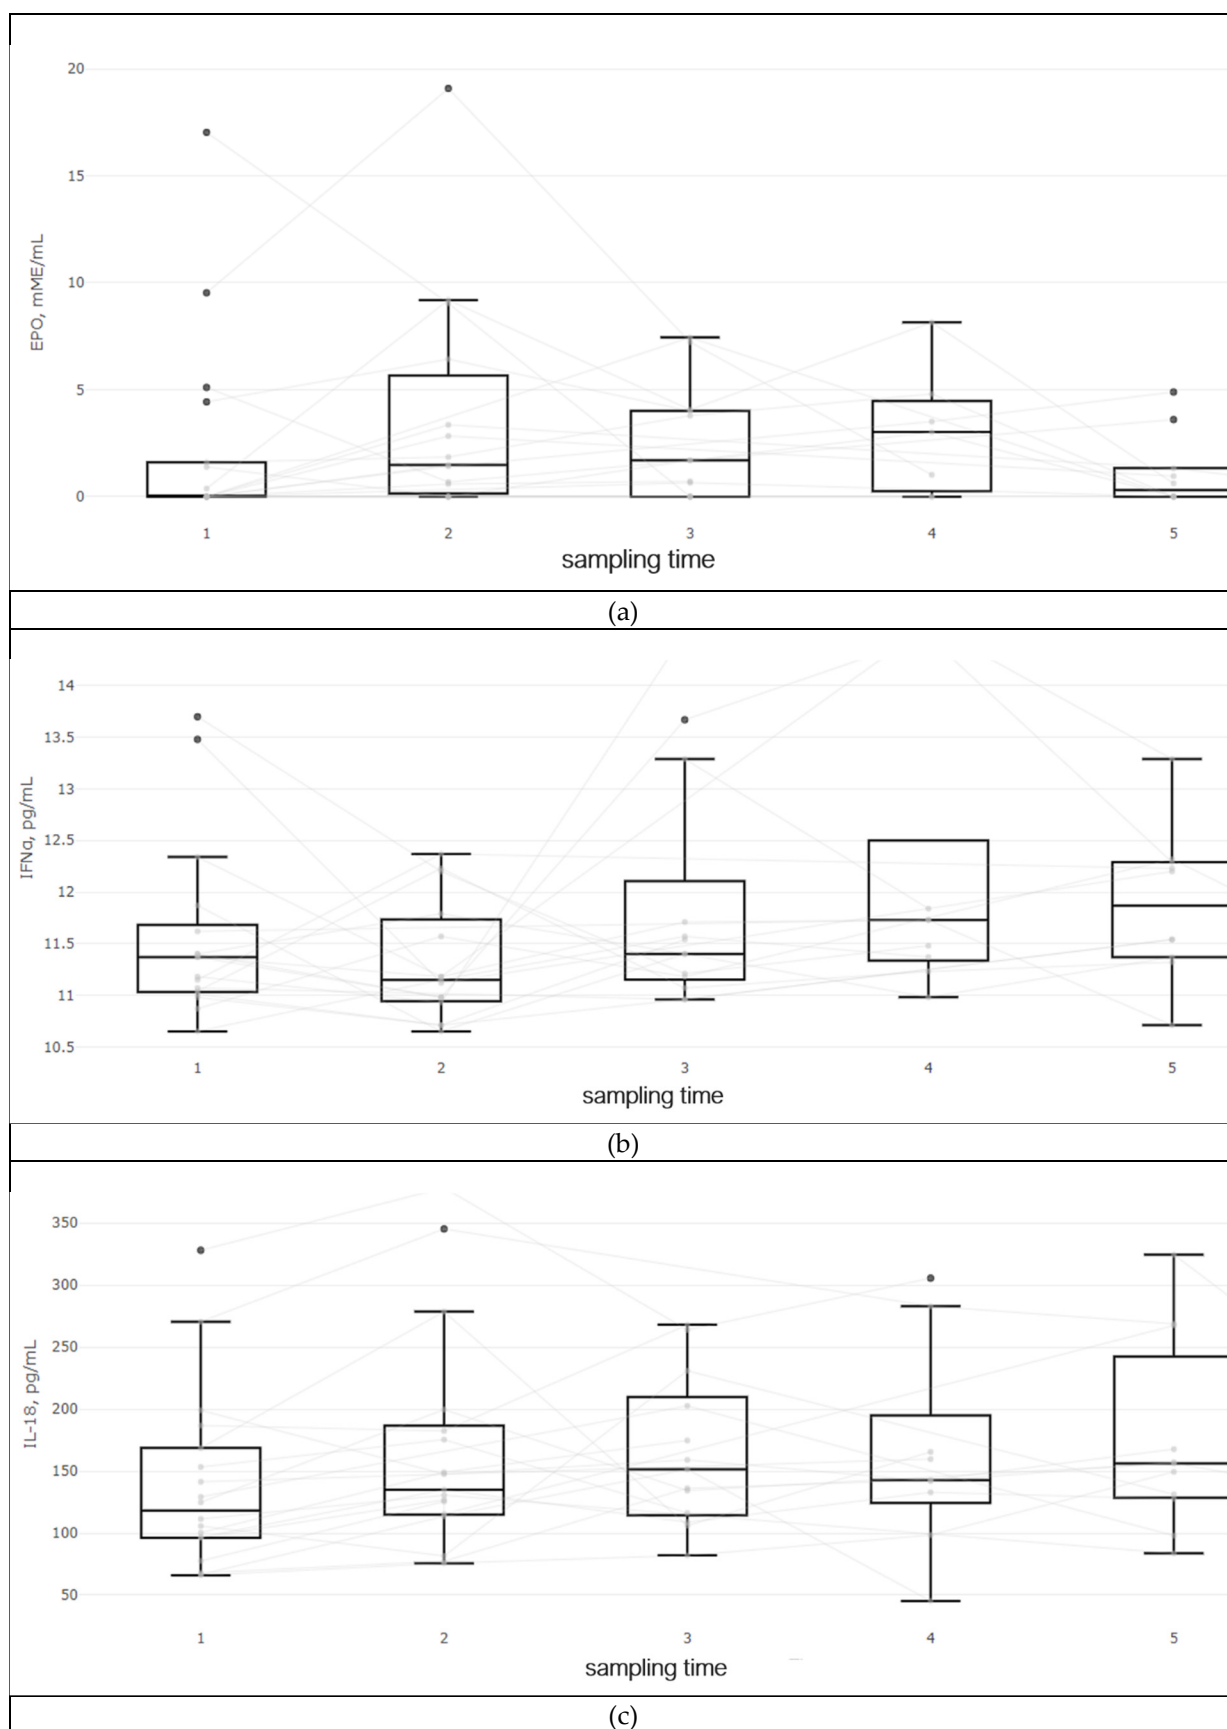 20
15
10
5
0
EPO, mME/mL
1 2 3 4 5
sampling time
(a)
14
13.5
13
12.5
12
11.5
11
10.5
IFNα, pg/mL
1 2 3 4 5
sampling time
(b)
350
300
250
200
150
100
50
IL-18, pg/mL
1 2 3 4 5
sampling time
(c)